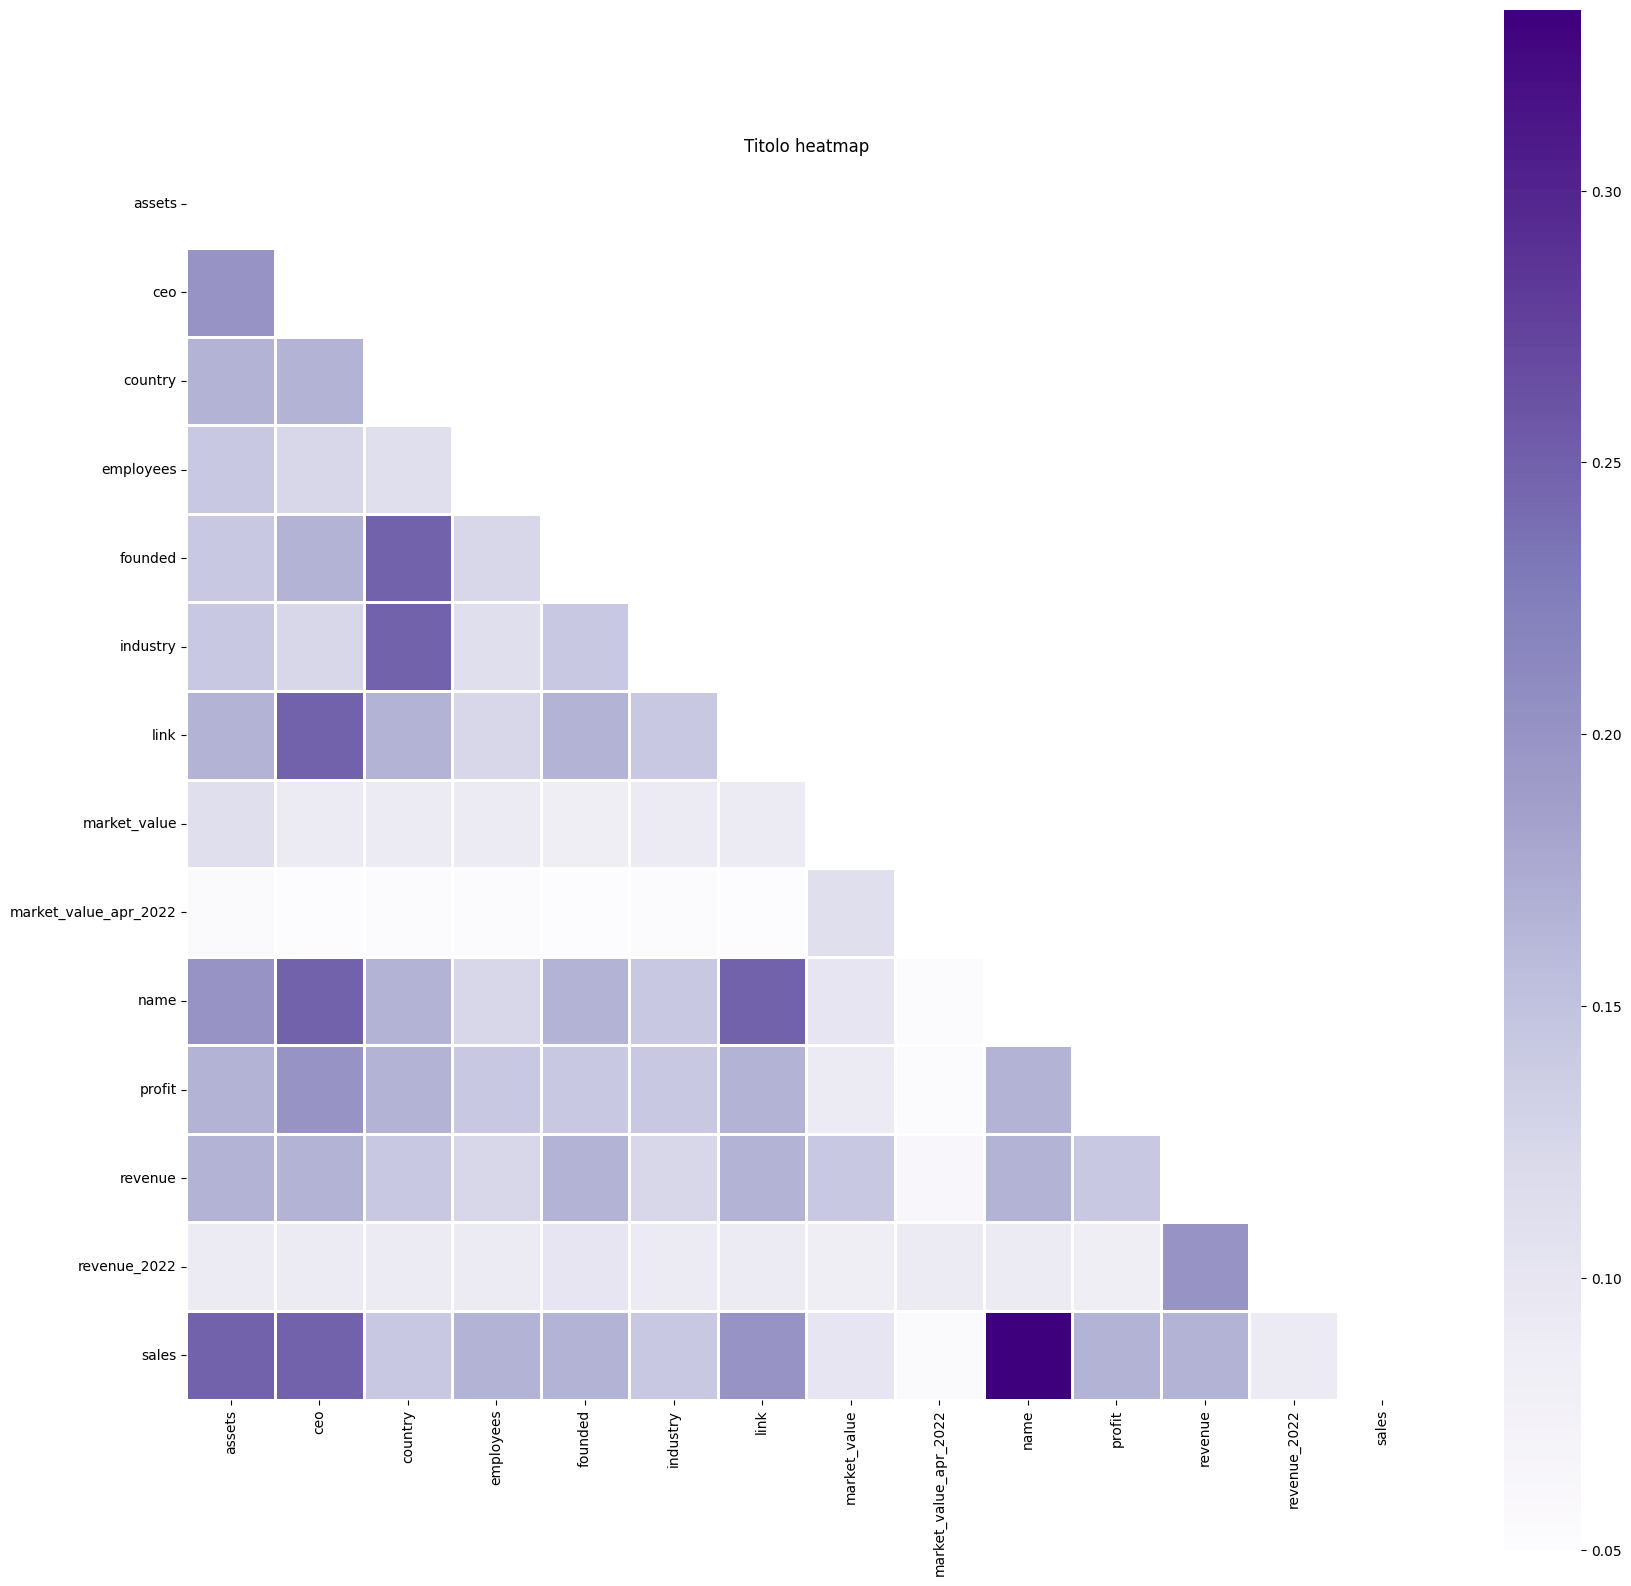 Titolo heatmap
assets
ceo
country
employees
founded
industry
link
market_value
market_value_apr_2022
name
profit
revenue
revenue_2022
sales
assets
ceo
country
employees
founded
industry
link
market_value
market_value_apr_2022
name
profit
revenue
revenue_2022
sales
0.30
0.25
0.20
0.15
0.10
0.05